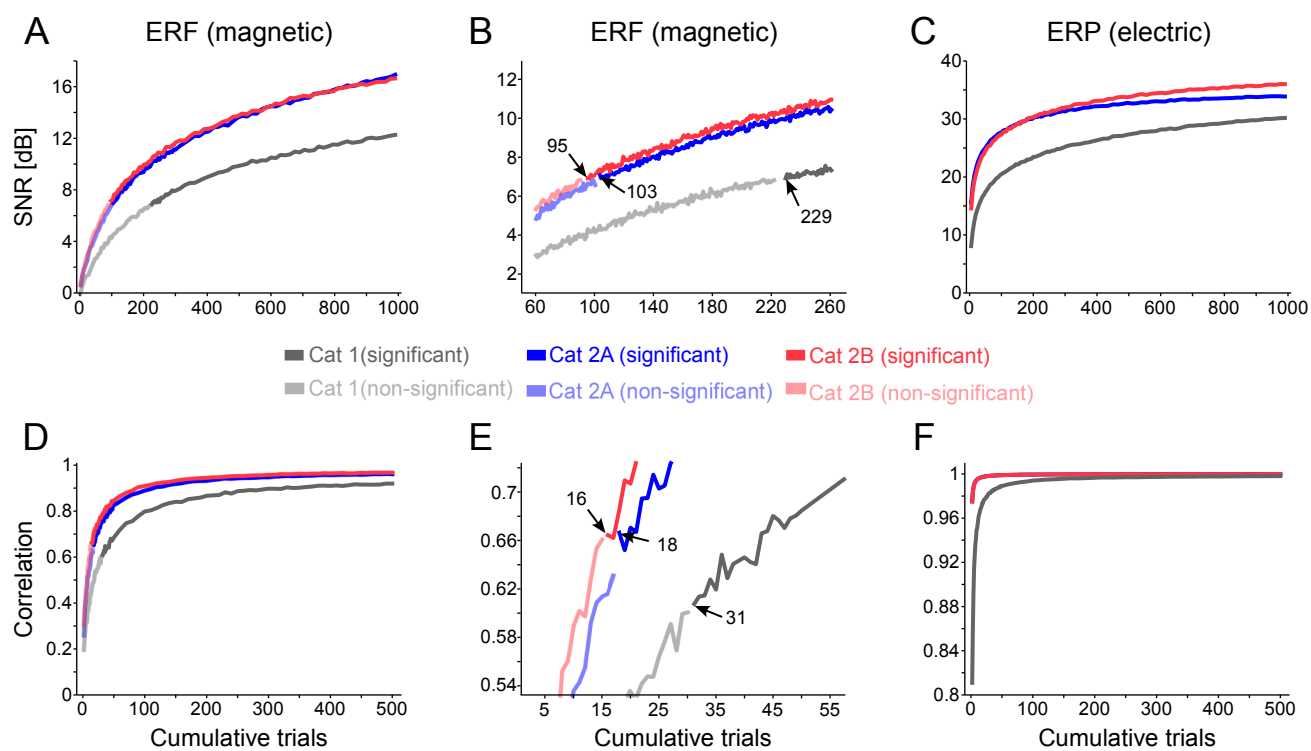 A ERF (magnetic)
B ERF (magnetic)
C ERP (electric)
SNR [dB]
16
12
8
4
0
0 200 400 600 800 1000
12
10
8
6
4
2
95
103
229
60 100 140 180 220 260
40
30
20
10
0
0 200 400 600 800 1000
Cat 1(significant) Cat 2A (significant) Cat 2B (significant)
Cat 1(non-significant) Cat 2A (non-significant) Cat 2B (non-significant)
D
E
F
Correlation
1
0.8
0.6
0.4
0.2
0
0 100 200 300 400 500
Cumulative trials
0.7
0.66
0.62
0.58
0.54
16
18
31
5 15 25 35 45 55
Cumulative trials
1
0.96
0.92
0.88
0.84
0.8
0 100 200 300 400 500
Cumulative trials